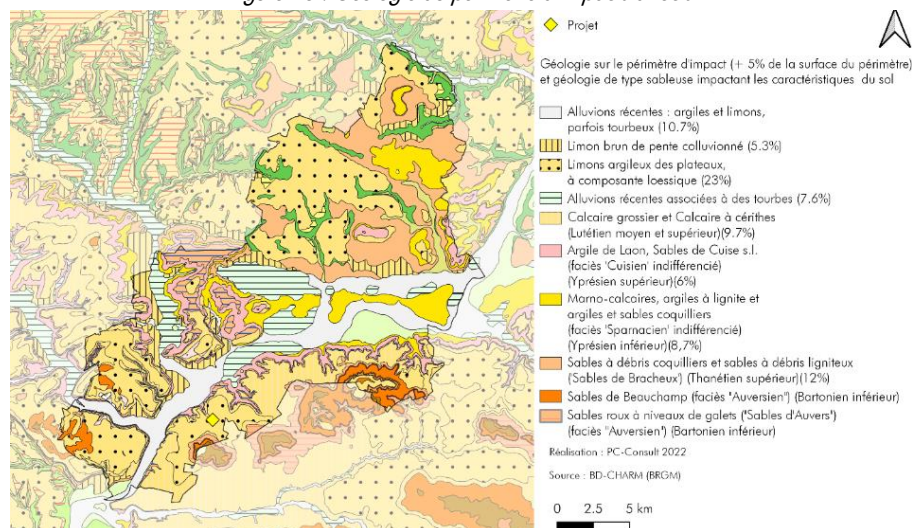 Projet
Géologie sur le périmètre d'impact (+ 5% de la surface du périmètre)
et géologie de type sableuse impactant les caractéristiques du sol
Alluvions récentes : argiles et limons,
parfois tourbeux (10.7%)
Limon brun de pente colluvionné (5.3%)
Limons argileux des plateaux,
à composante loessique (23%)
Alluvions récentes associées à des tourbes (7.6%)
Calcaire grossier et Calcaire à cérithes
(Lutétien moyen et supérieur)(9.7%)
Argile de Laon, Sables de Cuise s.l.
(faciès 'Cuisien' indifférencié)
(Yprésien supérieur)(6%)
Marno-calcaires, argiles à lignite et
argiles et sables coquilliers
(faciès 'Sparnacien' indifférencié)
(Yprésien inférieur)(8,7%)
Sables à débris coquilliers et sables à débris ligniteux
('Sables de Bracheux') (Thanétien supérieur)(12%)
Sables de Beauchamp (faciès "Auversien") (Bartonien inférieur)
Sables roux à niveaux de galets ("Sables d'Auvers")
(faciès "Auversien") (Bartonien inférieur)
Réalisation : PC-Consult 2022
Source : BD-CHARM (BRGM)
0 2.5 5 km